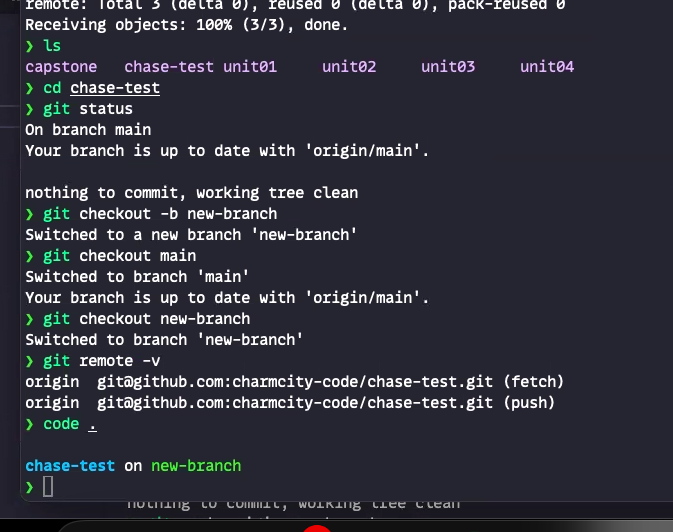 remote: Total 3 (delta 0), reused 0 (delta 0), pack-reused 0
Receiving objects: 100% (3/3), done.
❯ ls
capstone chase-test unit01 unit02 unit03 unit04
❯ cd chase-test
❯ git status
On branch main
Your branch is up to date with 'origin/main'.
nothing to commit, working tree clean
❯ git checkout -b new-branch
Switched to a new branch 'new-branch'
❯ git checkout main
Switched to branch 'main'
Your branch is up to date with 'origin/main'.
❯ git checkout new-branch
Switched to branch 'new-branch'
❯ git remote -v
origin git@github.com:charmcity-code/chase-test.git (fetch)
origin git@github.com:charmcity-code/chase-test.git (push)
❯ code .
chase-test on new-branch
❯
nothing to commit, working tree clean